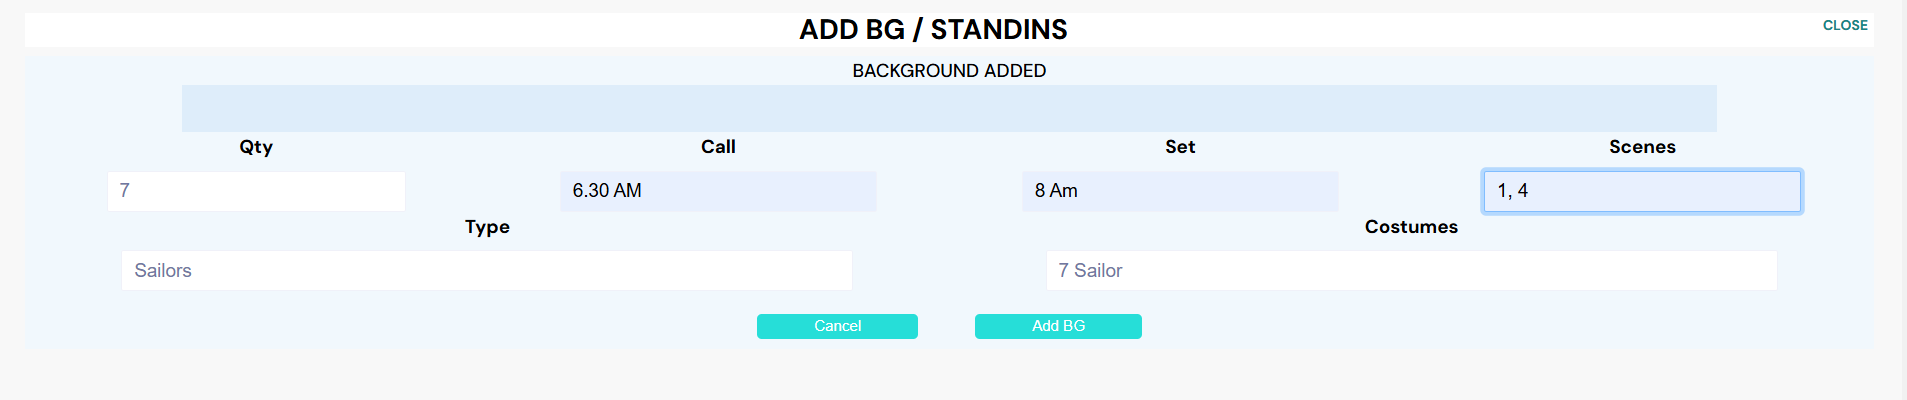 ADD BG / STANDINS
CLOSE
BACKGROUND ADDED
Qty Call Set Scenes
7 6.30 AM 8 Am 1, 4
Type Costumes
Sailors 7 Sailor
Cancel Add BG